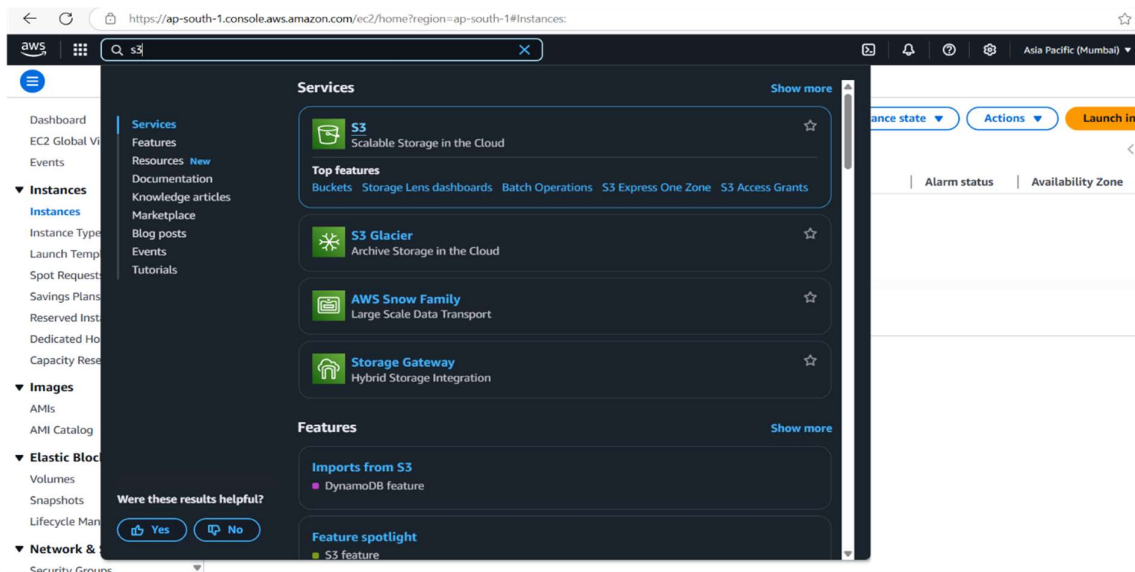 https://ap-south-1.console.aws.amazon.com/ec2/home?region=ap-south-1#Instances:
aws
s3
Asia Pacific (Mumbai)
Dashboard
EC2 Global Vi
Events
Instances
Instances
Instance Type
Launch Templ
Spot Requests
Savings Plans
Reserved Insta
Dedicated Ho
Capacity Rese
Images
AMIs
AMI Catalog
Elastic Bloc
Volumes
Snapshots
Lifecycle Man
Network &
Security Groups
Services
Features
Resources New
Documentation
Knowledge articles
Marketplace
Blog posts
Events
Tutorials
Were these results helpful?
Yes No
Services Show more
S3
Scalable Storage in the Cloud
Top features
Buckets Storage Lens dashboards Batch Operations S3 Express One Zone S3 Access Grants
S3 Glacier
Archive Storage in the Cloud
AWS Snow Family
Large Scale Data Transport
Storage Gateway
Hybrid Storage Integration
Features Show more
Imports from S3
DynamoDB feature
Feature spotlight
S3 feature
ance state Actions Launch in
Alarm status Availability Zone